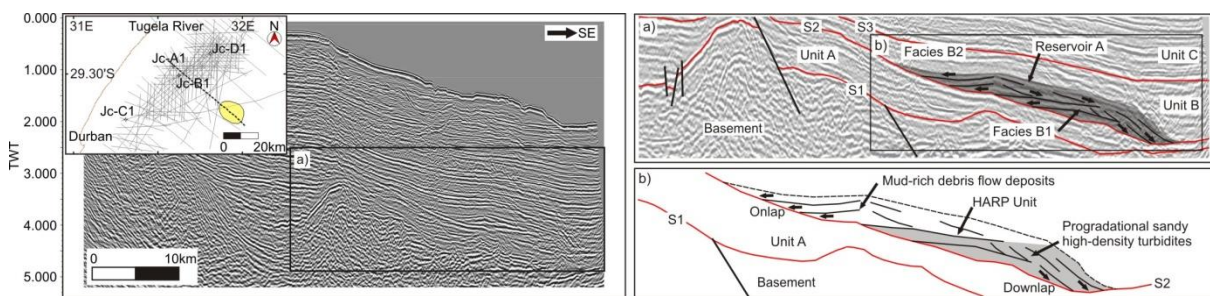 0.000
1.000
2.000
3.000
4.000
5.000
TWT
31E
32E
Tugela River
N
Jc-D1
Jc-A1
29.30'S
Jc-B1
Jc-C1
Durban
0 20km
SE
a)
0 10km
a)
S2
S3
Unit A
b)
Facies B2
Reservoir A
Unit C
S1
Unit B
Basement
Facies B1
b)
Mud-rich debris flow deposits
HARP Unit
Onlap
Progradational sandy
high-density turbidites
S1
Unit A
Downlap
S2
Basement